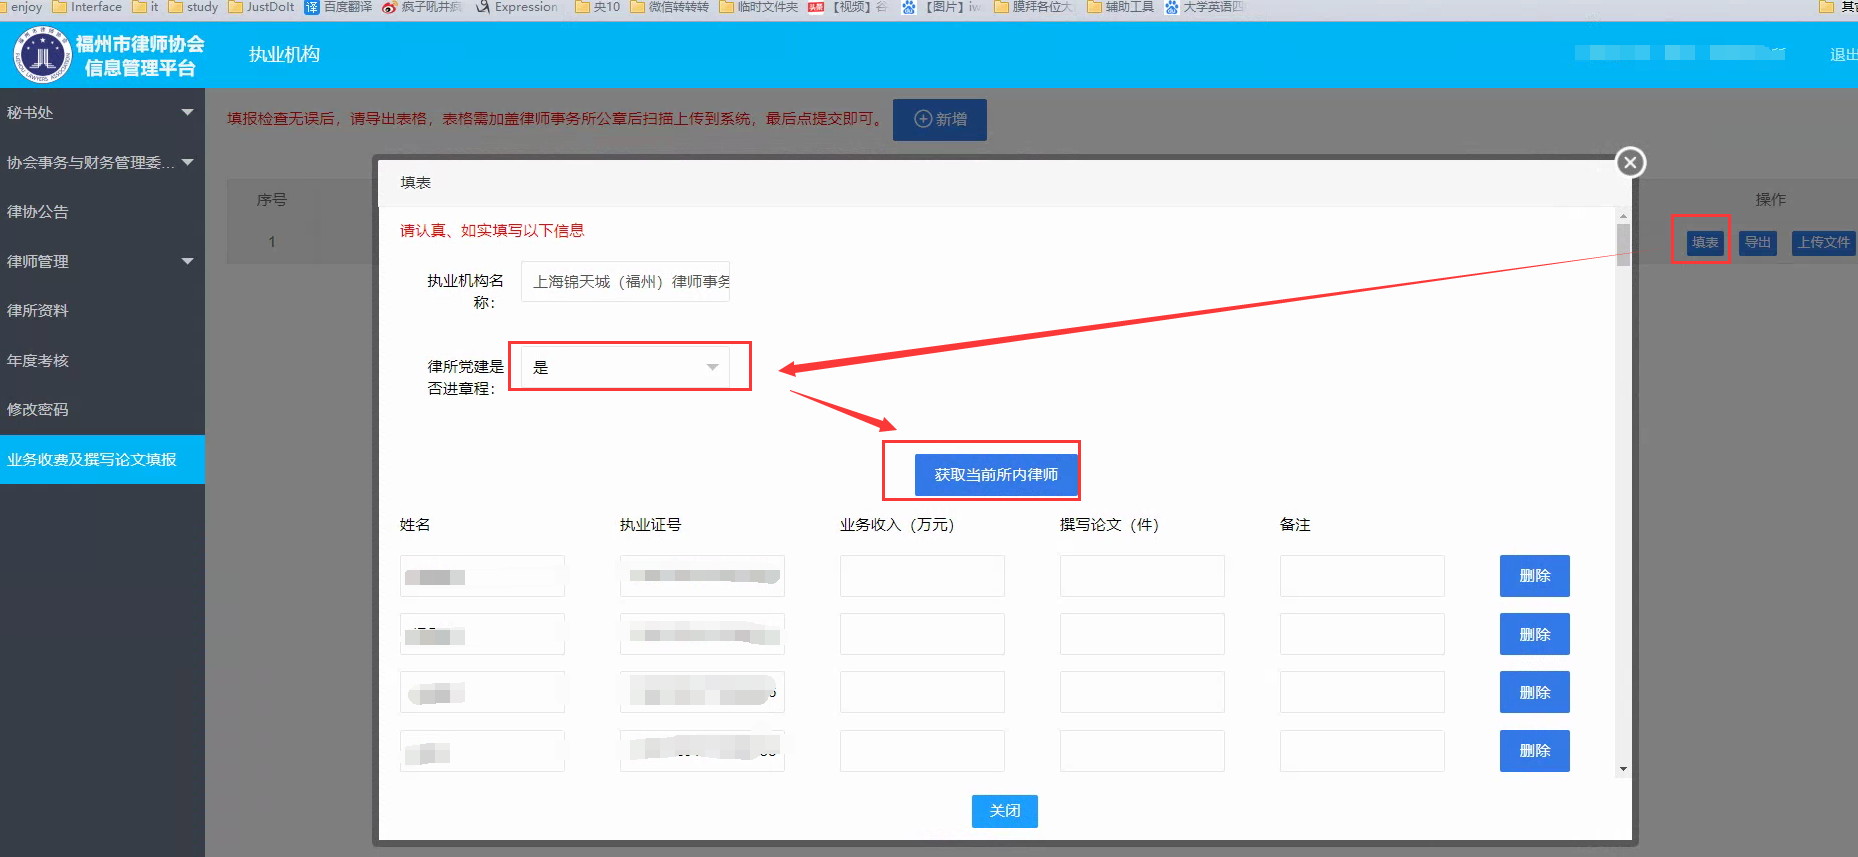 enjoy Interface it study JustDoIt 译 百度翻译 疯子吼井疯 Expression 央10 微信转转转 临时文件夹 【视频】谷 【图片】iw 膜拜各位大 辅助工具 大学英语四
福州市律师协会
信息管理平台
执业机构
退出
秘书处
协会事务与财务管理委...
律协公告
律师管理
律所资料
年度考核
修改密码
业务收费及撰写论文填报
填报检查无误后，请导出表格，表格需加盖律师事务所公章后扫描上传到系统，最后点提交即可。 新增
序号 操作
1 填表 导出 上传文件
填表
请认真、如实填写以下信息
执业机构名
称： 上海锦天城（福州）律师事务
律所党建是
否进章程： 是
获取当前所内律师
姓名 执业证号 业务收入（万元） 撰写论文（件） 备注
删除
删除
删除
删除
关闭